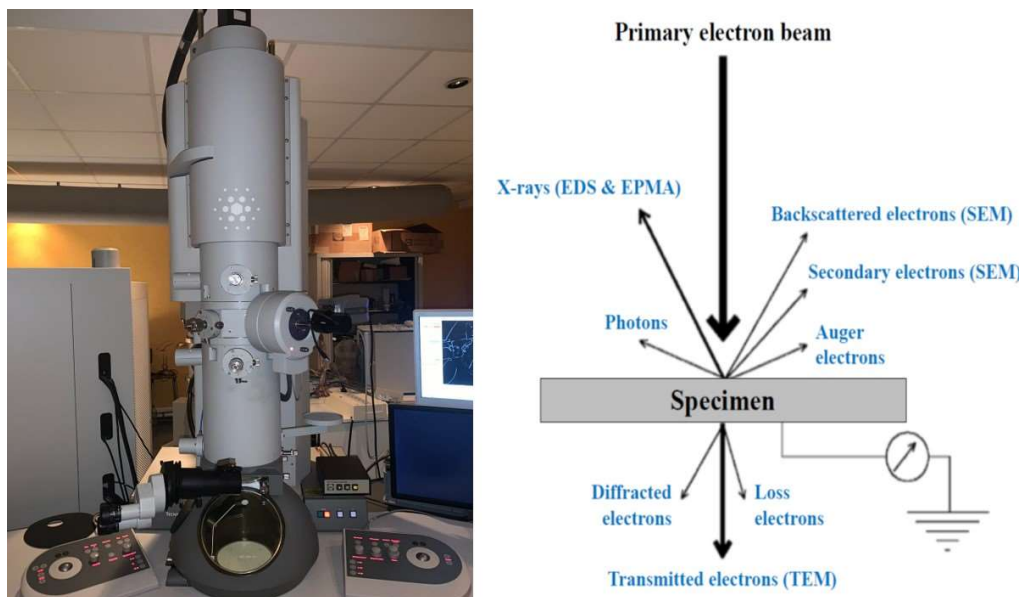 Primary electron beam
X-rays (EDS & EPMA)
Backscattered electrons (SEM)
Secondary electrons (SEM)
Photons
Auger
electrons
Specimen
Diffracted
electrons
Loss
electrons
Transmitted electrons (TEM)